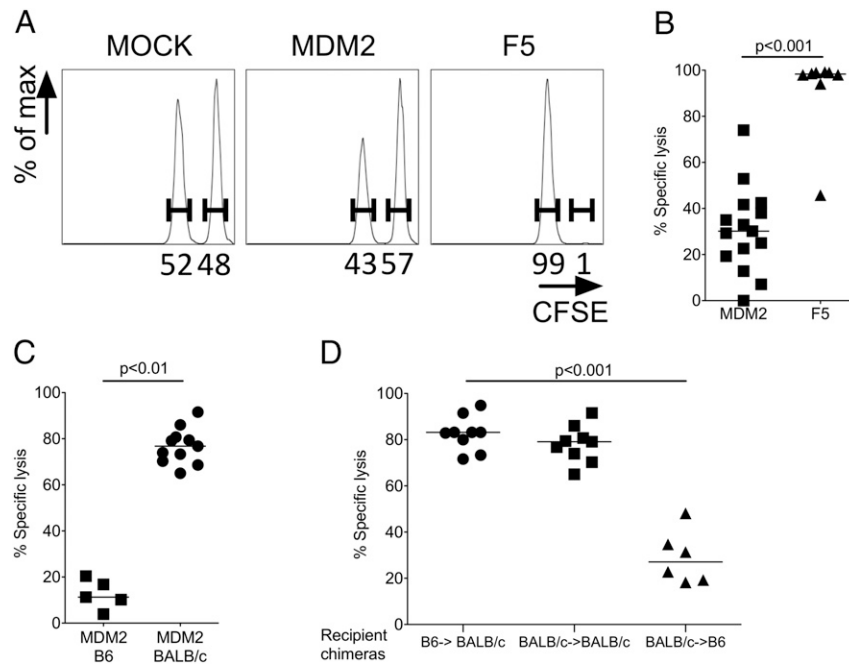 A
MOCK MDM2 F5
% of max
52 48 43 57 99 1
CFSE
B
p<0.001
% Specific lysis
100
80
60
40
20
0
MDM2 F5
C
p<0.01
% Specific lysis
100
80
60
40
20
0
MDM2 MDM2
B6 BALB/c
D
p<0.001
% Specific lysis
100
80
60
40
20
0
Recipient
chimeras
B6-> BALB/c BALB/c->BALB/c BALB/c->B6